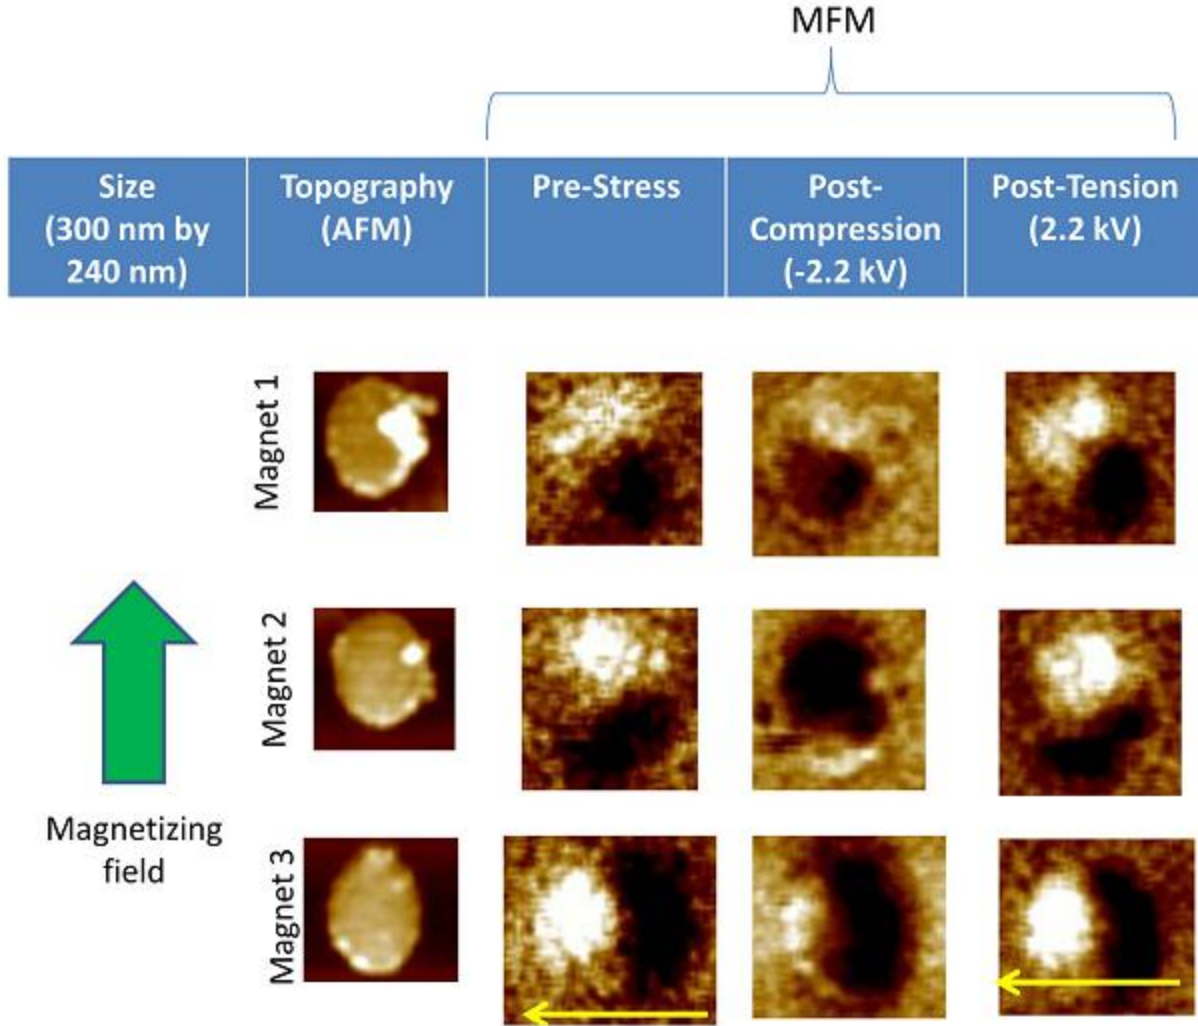 MFM
Size
(300 nm by
240 nm)
Topography
(AFM)
Pre-Stress
Post-
Compression
(-2.2 kV)
Post-Tension
(2.2 kV)
Magnet 1
Magnet 2
Magnetizing
field
Magnet 3